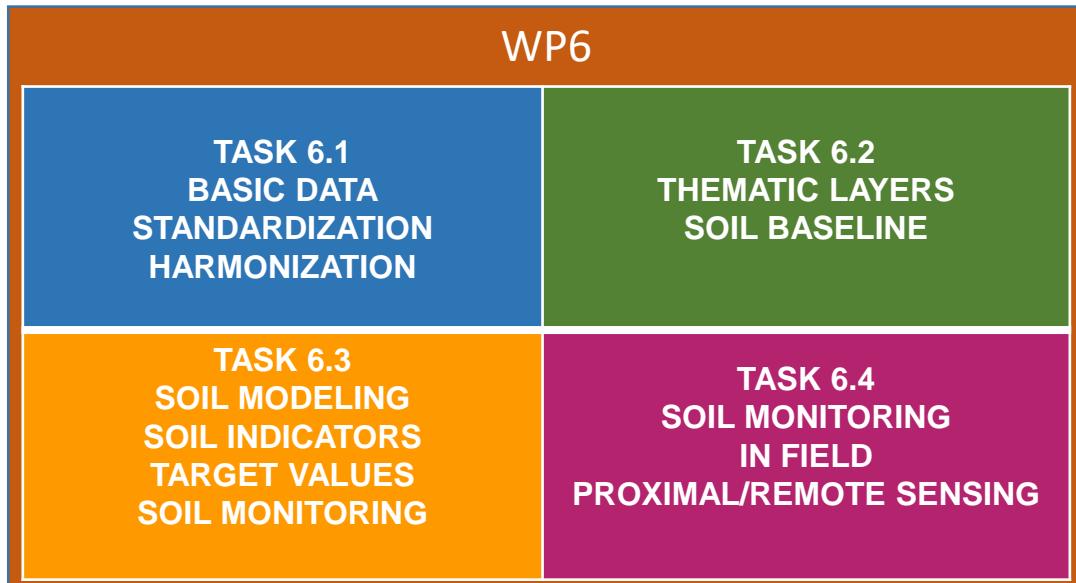 WP6
TASK 6.1
BASIC DATA
STANDARDIZATION
HARMONIZATION
TASK 6.2
THEMATIC LAYERS
SOIL BASELINE
TASK 6.3
SOIL MODELING
SOIL INDICATORS
TARGET VALUES
SOIL MONITORING
TASK 6.4
SOIL MONITORING
IN FIELD
PROXIMAL/REMOTE SENSING